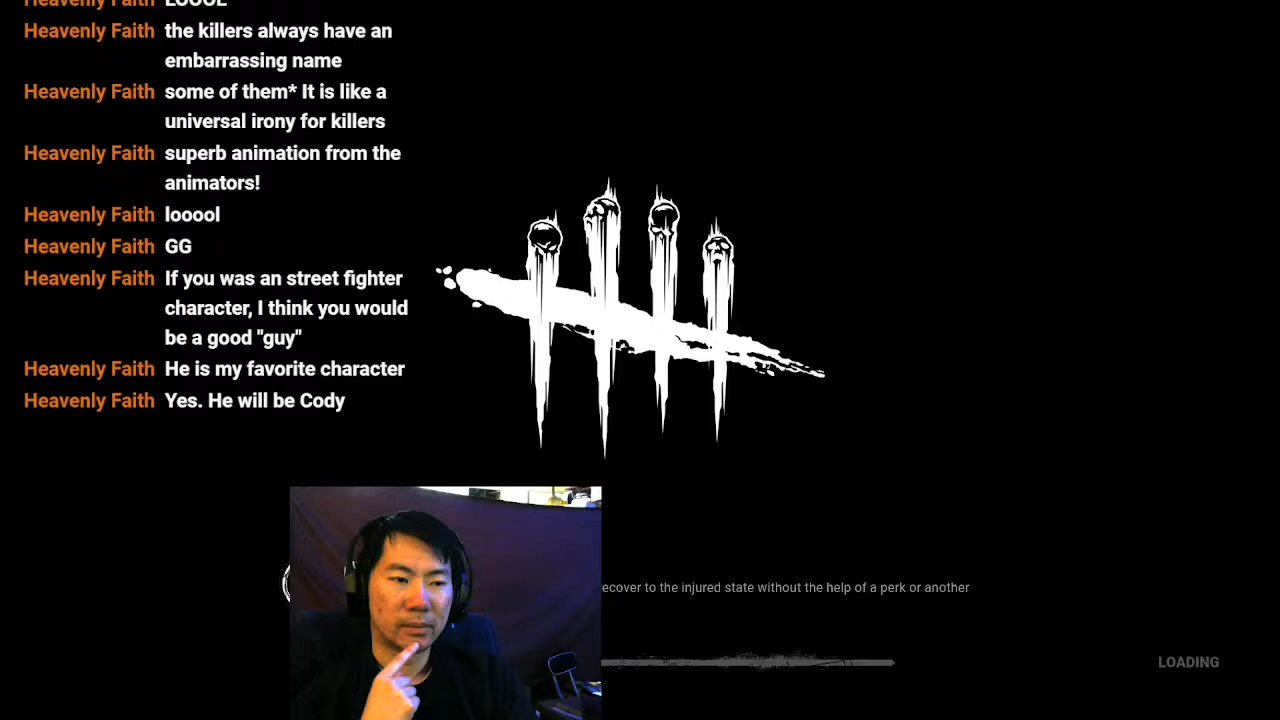 Heavenly Faith LOOOL
Heavenly Faith the killers always have an
embarrassing name
Heavenly Faith some of them* It is like a
universal irony for killers
Heavenly Faith superb animation from the
animators!
Heavenly Faith looool
Heavenly Faith GG
Heavenly Faith If you was an street fighter
character, I think you would
be a good "guy"
Heavenly Faith He is my favorite character
Heavenly Faith Yes. He will be Cody
ecover to the injured state without the help of a perk or another
LOADING